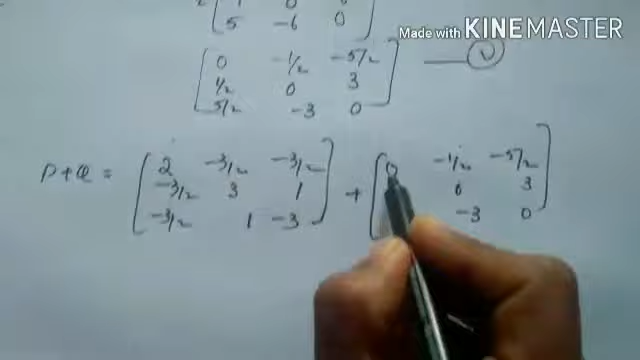 Made with KINEMASTER
5 -6 0
0 -1/2 -5/2
1/2 0 3 V
5/2 -3 0
P+Q = [ 2 -3/2 -3/2 ] + [ 0 -1/2 -5/2 ]
-3/2 3 1 0 3
-3/2 1 -3 -3 0